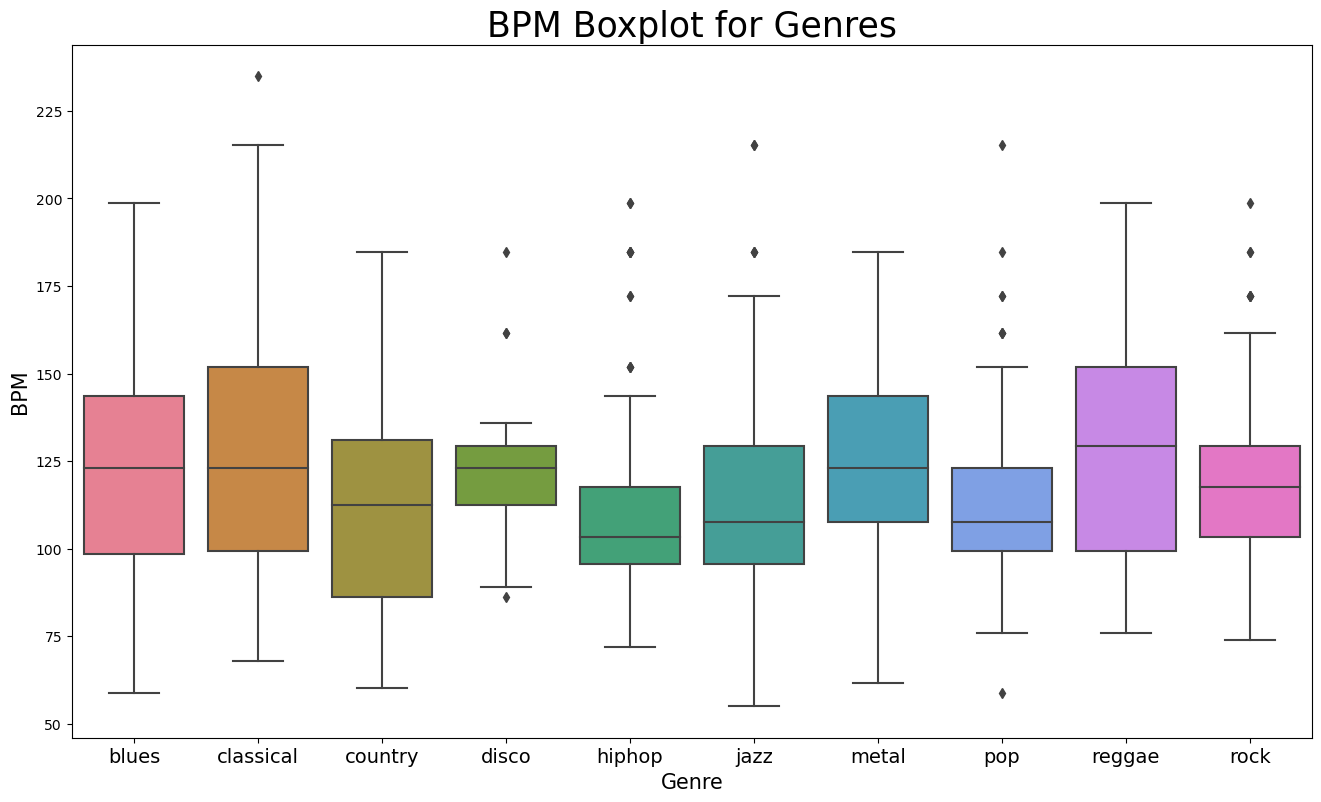 BPM Boxplot for Genres
225
200
175
150
125
100
75
50
BPM
blues classical country disco hiphop jazz metal pop reggae rock
Genre